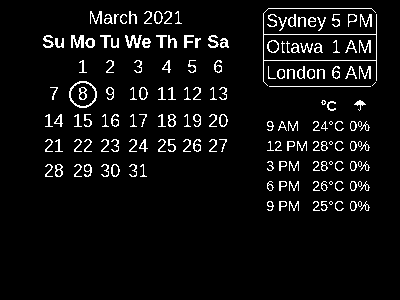 March 2021
Su Mo Tu We Th Fr Sa
1 2 3 4 5 6
7 8 9 10 11 12 13
14 15 16 17 18 19 20
21 22 23 24 25 26 27
28 29 30 31
Sydney 5 PM
Ottawa 1 AM
London 6 AM
°C ☂
9 AM 24°C 0%
12 PM 28°C 0%
3 PM 28°C 0%
6 PM 26°C 0%
9 PM 25°C 0%